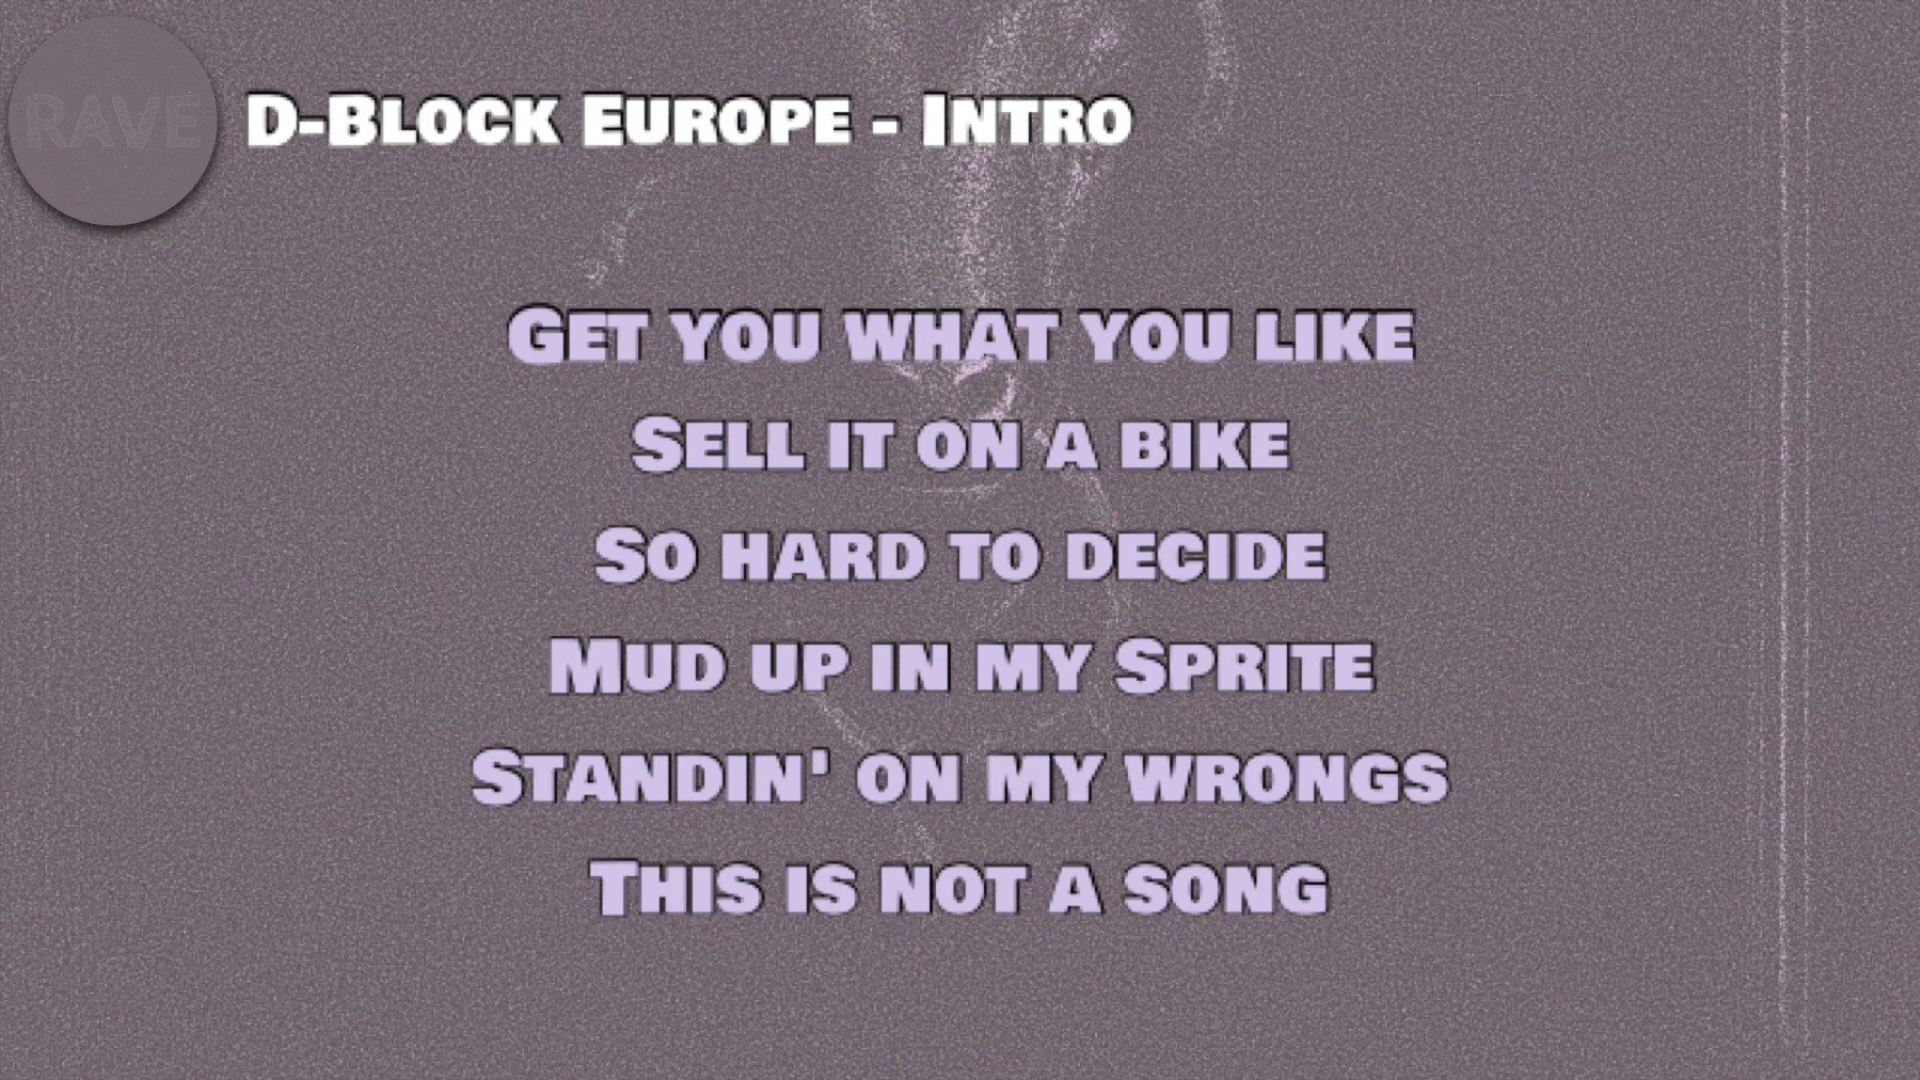 RAVE
D-Block Europe - Intro
Get you what you like
Sell it on a bike
So hard to decide
Mud up in my Sprite
Standin' on my wrongs
This is not a song